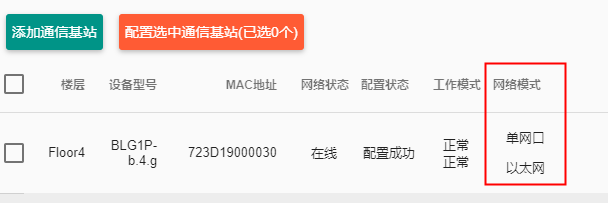 添加通信基站 配置选中通信基站(已选0个)
楼层 设备型号 MAC地址 网络状态 配置状态 工作模式 网络模式
Floor4 BLG1P-b.4.g 723D19000030 在线 配置成功 正常 正常 单网口 以太网